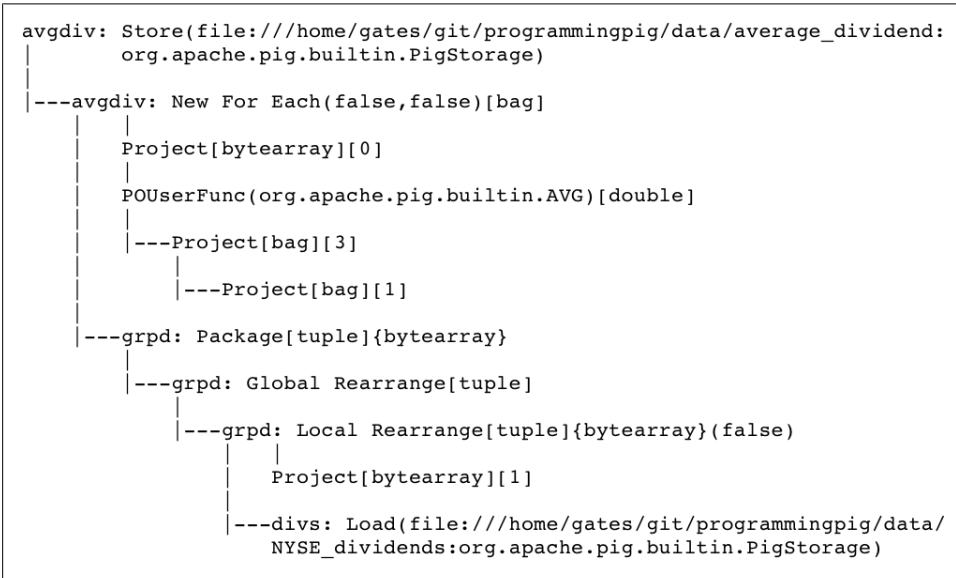 avgdiv: Store(file:///home/gates/git/programmingpig/data/average_dividend:
|       org.apache.pig.builtin.PigStorage)
|
|---avgdiv: New For Each(false,false)[bag]
    |   |
    |   Project[bytearray][0]
    |   |
    |   POUserFunc(org.apache.pig.builtin.AVG)[double]
    |   |
    |   |---Project[bag][3]
    |       |
    |       |---Project[bag][1]
    |
    |---grpd: Package[tuple]{bytearray}
        |
        |---grpd: Global Rearrange[tuple]
            |
            |---grpd: Local Rearrange[tuple]{bytearray}(false)
                |   |
                |   Project[bytearray][1]
                |
                |---divs: Load(file:///home/gates/git/programmingpig/data/
                    NYSE_dividends:org.apache.pig.builtin.PigStorage)